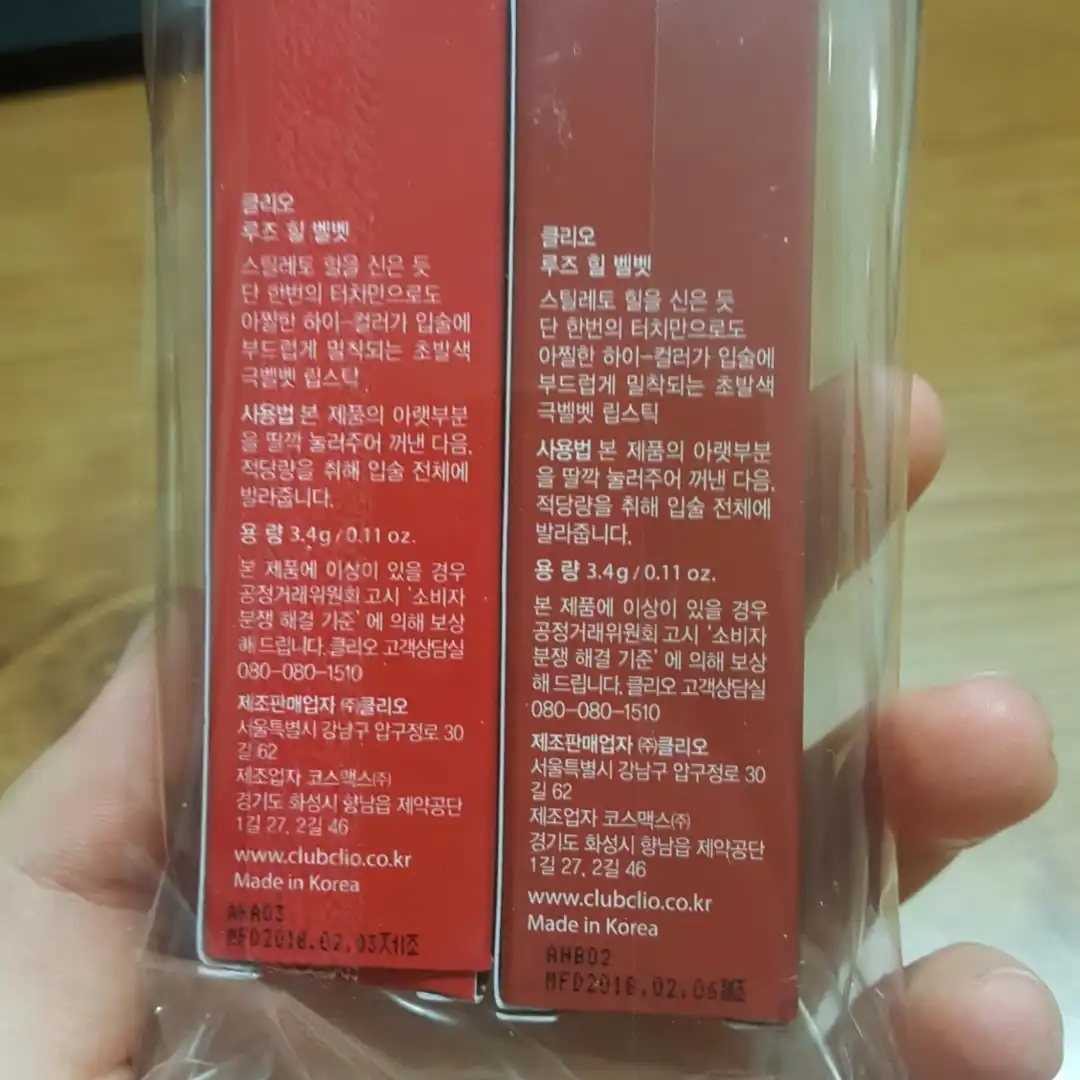 클리오
루즈 힐 벨벳
스틸레토 힐을 신은 듯
단 한번의 터치만으로도
아찔한 하이-컬러가 입술에
부드럽게 밀착되는 초발색
극벨벳 립스틱
사용법 본 제품의 아랫부분
을 딸깍 눌러주어 꺼낸 다음,
적당량을 취해 입술 전체에
발라줍니다.
용 량 3.4g / 0.11 oz.
본 제품에 이상이 있을 경우
공정거래위원회 고시 '소비자
분쟁 해결 기준' 에 의해 보상
해 드립니다. 클리오 고객상담실
080-080-1510
제조판매업자 ㈜클리오
서울특별시 강남구 압구정로 30
길 62
제조업자 코스맥스㈜
경기도 화성시 향남읍 제약공단
1길 27, 2길 46
www.clubclio.co.kr
Made in Korea
AHA03
MFD2018.02.03제조
클리오
루즈 힐 벨벳
스틸레토 힐을 신은 듯
단 한번의 터치만으로도
아찔한 하이-컬러가 입술에
부드럽게 밀착되는 초발색
극벨벳 립스틱
사용법 본 제품의 아랫부분
을 딸깍 눌러주어 꺼낸 다음,
적당량을 취해 입술 전체에
발라줍니다.
용 량 3.4g / 0.11 oz.
본 제품에 이상이 있을 경우
공정거래위원회 고시 '소비자
분쟁 해결 기준' 에 의해 보상
해 드립니다. 클리오 고객상담실
080-080-1510
제조판매업자 ㈜클리오
서울특별시 강남구 압구정로 30
길 62
제조업자 코스맥스㈜
경기도 화성시 향남읍 제약공단
1길 27, 2길 46
www.clubclio.co.kr
Made in Korea
AHB02
MFD2018.02.06제조